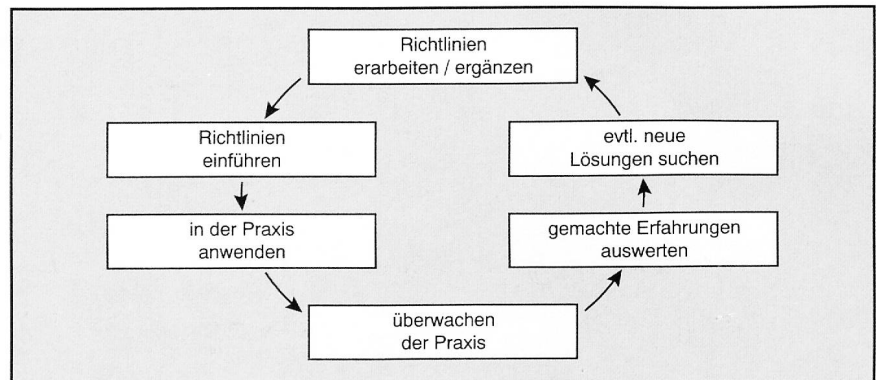 Richtlinien
erarbeiten / ergänzen
Richtlinien
einführen
evtl. neue
Lösungen suchen
in der Praxis
anwenden
gemachte Erfahrungen
auswerten
überwachen
der Praxis